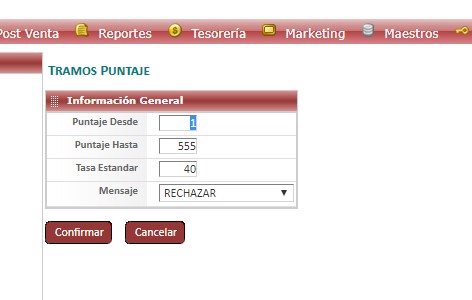 Post Venta Reportes Tesorería Marketing Maestros
TRAMOS PUNTAJE
Información General
Puntaje Desde 1
Puntaje Hasta 555
Tasa Estandar 40
Mensaje RECHAZAR
Confirmar Cancelar